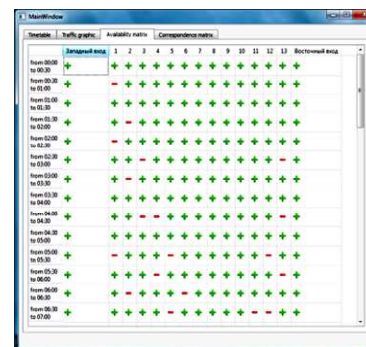 MainWindow
Timetable Traffic graphic Availability matrix Correspondence matrix
Западный вход 1 2 3 4 5 6 7 8 9 10 11 12 13 Восточный вход
from 00:00
to 00:30
+ + + + + + + + + + + + + + +
from 00:30
to 01:00
+ - + + + + + + + + + + + + +
from 01:00
to 01:30
+ + + + + + + + + + + + + + +
from 01:30
to 02:00
+ + - + + + + + + + + + + + +
from 02:00
to 02:30
+ - + + + + + + + + + + - + +
from 02:30
to 03:00
+ + + - + + + + + + + + + - +
from 03:00
to 03:30
+ + - + + + + + + + + + + + +
from 03:30
to 04:00
+ + + + + + + + + + + + + + +
from 04:00
to 04:30
+ + + - - + + + + + + + + - +
from 04:30
to 05:00
+ + + + + + + + + + + + + + +
from 05:00
to 05:30
+ - + + - + + + + + + + - + +
from 05:30
to 06:00
+ + + + + + + + + + + + + - +
from 06:00
to 06:30
+ + - + + + - + + + + + + + +
from 06:30
to 07:00
+ + + + + - + + + + + - - + +